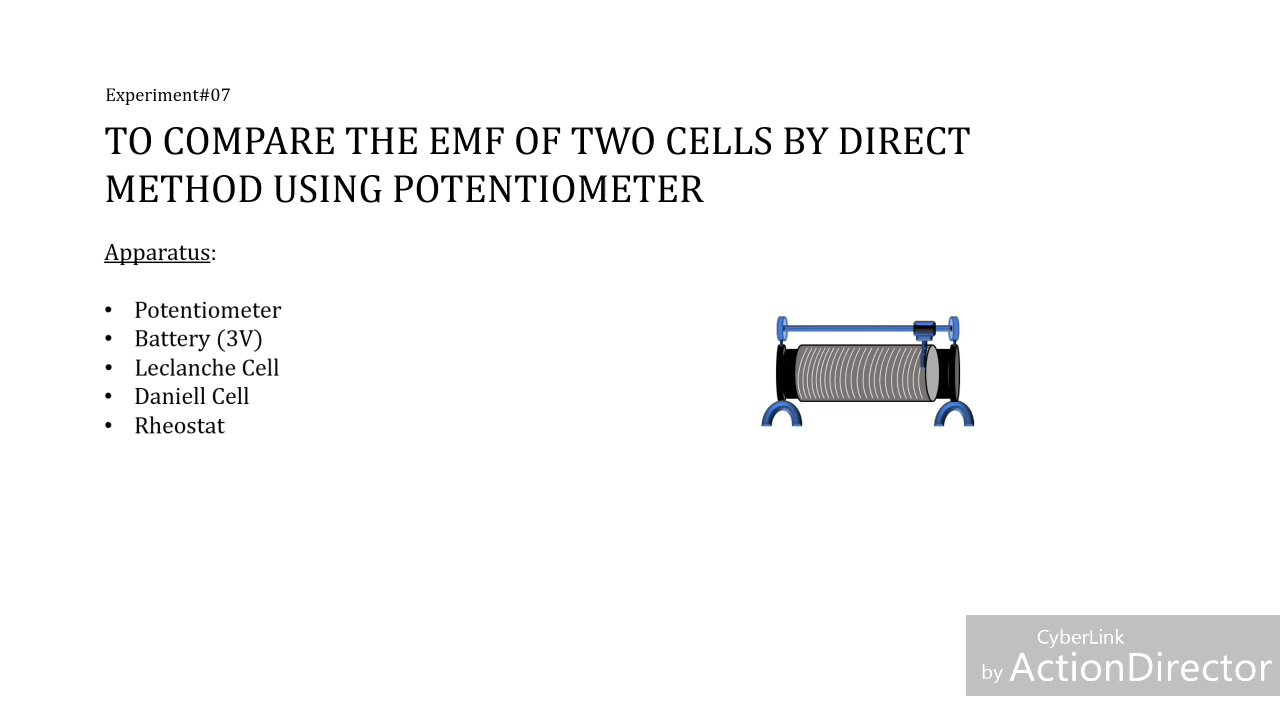 Experiment#07
TO COMPARE THE EMF OF TWO CELLS BY DIRECT
METHOD USING POTENTIOMETER
Apparatus:
• Potentiometer
• Battery (3V)
• Leclanche Cell
• Daniell Cell
• Rheostat
CyberLink
by ActionDirector